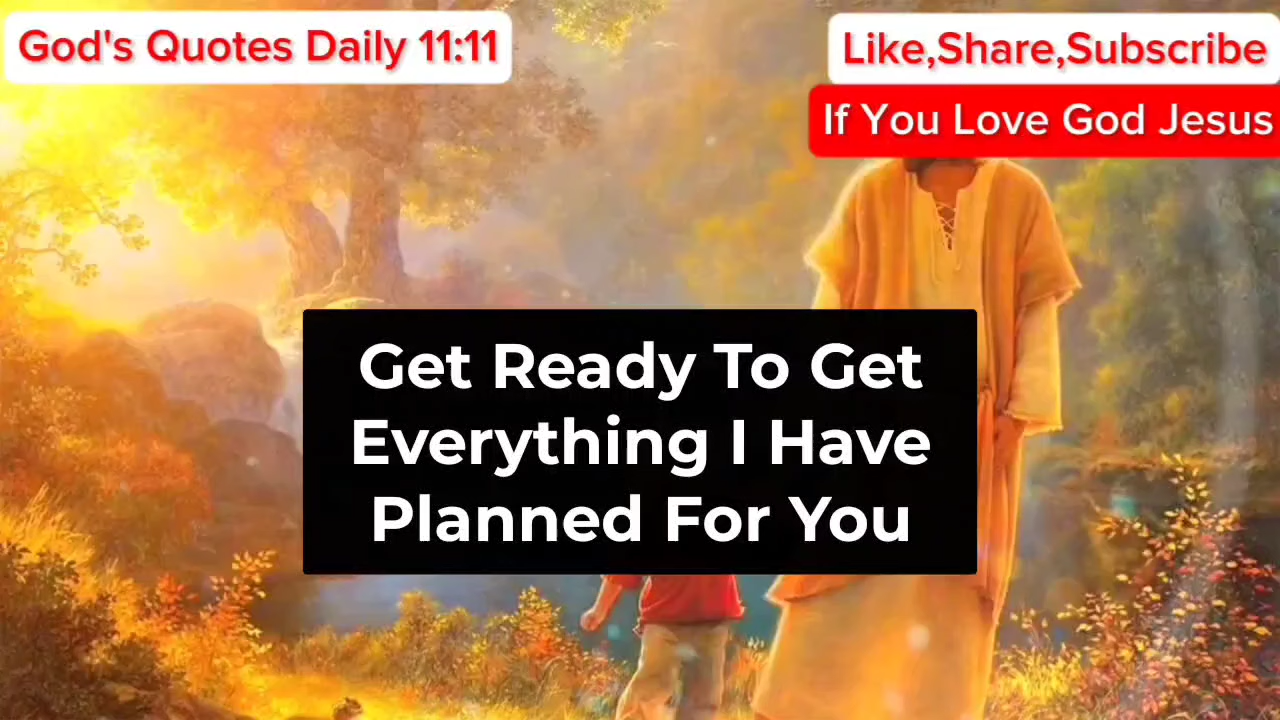 God's Quotes Daily 11:11
Like,Share,Subscribe
If You Love God Jesus
Get Ready To Get
Everything I Have
Planned For You